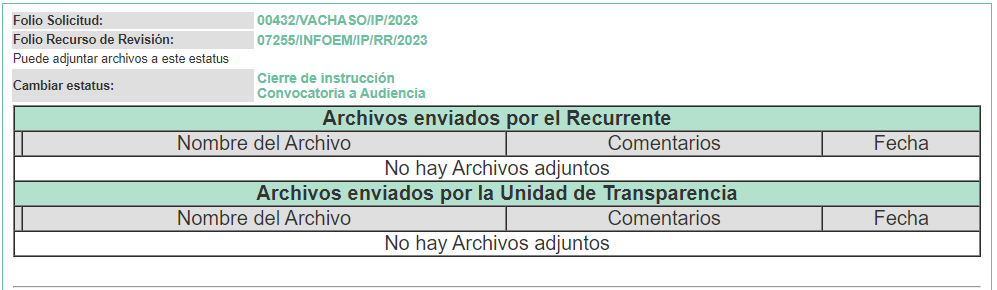 Folio Solicitud: 00432/VACHASO/IP/2023
Folio Recurso de Revisión: 07255/INFOEM/IP/RR/2023
Puede adjuntar archivos a este estatus
Cambiar estatus: Cierre de instrucción
Convocatoria a Audiencia
Archivos enviados por el Recurrente
Nombre del Archivo Comentarios Fecha
No hay Archivos adjuntos
Archivos enviados por la Unidad de Transparencia
Nombre del Archivo Comentarios Fecha
No hay Archivos adjuntos